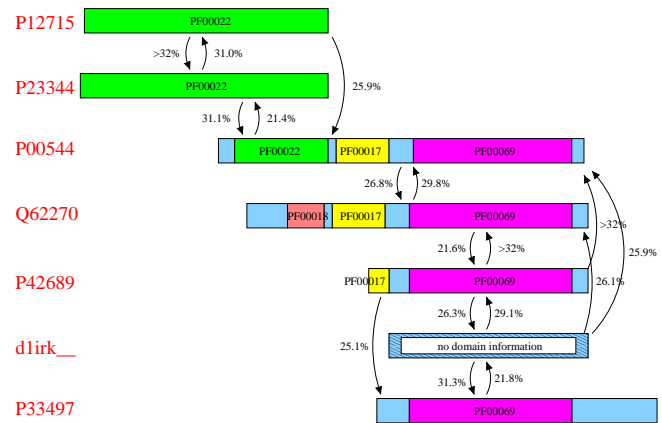 P12715 PF00022
>32% 31.0%
P23344 PF00022 25.9%
31.1% 21.4%
P00544 PF00022 PF00017 PF00069
26.8% 29.8%
Q62270 PF00018 PF00017 PF00069
>32%
21.6% >32% 25.9%
P42689 PF00017 PF00069 26.1%
26.3% 29.1%
d1irk__ 25.1% no domain information
31.3% 21.8%
P33497 PF00069